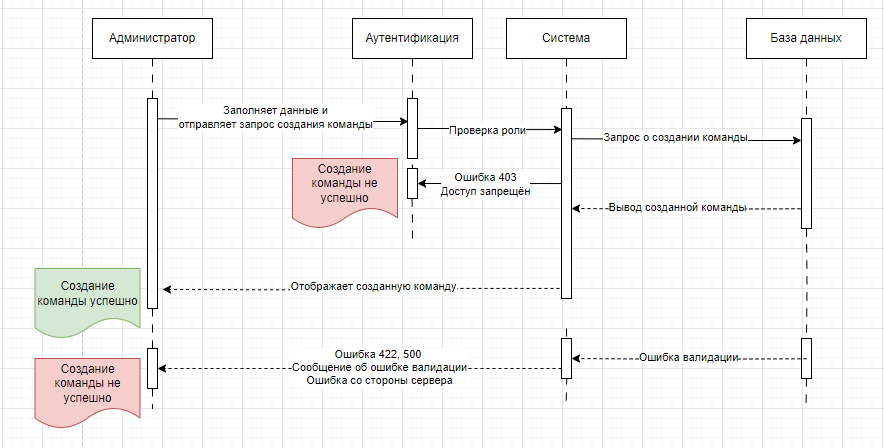 Администратор
Аутентификация
Система
База данных
Заполняет данные и
отправляет запрос создания команды
Проверка роли
Запрос о создании команды
Создание
команды не
успешно
Ошибка 403
Доступ запрещён
Вывод созданной команды
Создание
команды успешно
Отображает созданную команду
Ошибка 422, 500
Сообщение об ошибке валидации
Ошибка со стороны сервера
Ошибка валидации
Создание
команды не
успешно